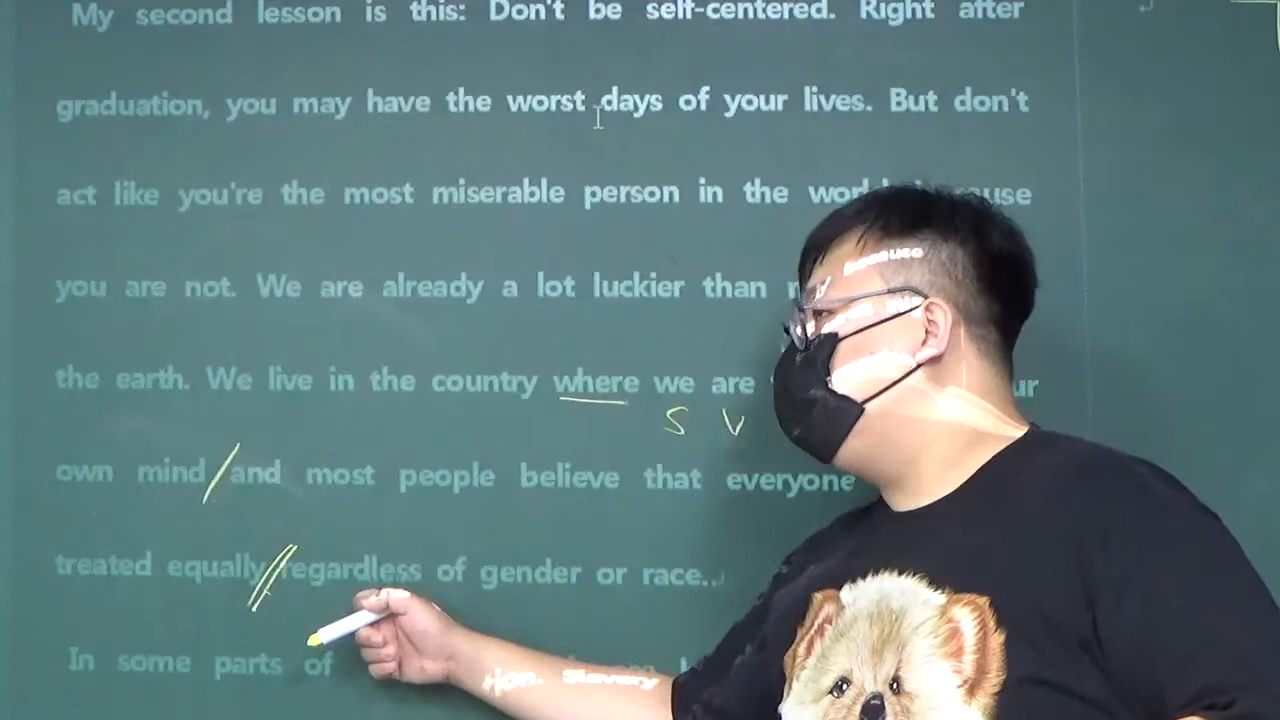 My second lesson is this: Don't be self-centered. Right after
graduation, you may have the worst days of your lives. But don't
act like you're the most miserable person in the
you are not. We are already a lot luckier than
the earth. We live in the country where we are
S V
own mind and most people believe that everyone
treated equally regardless of gender or race..
In some parts of
Slavery